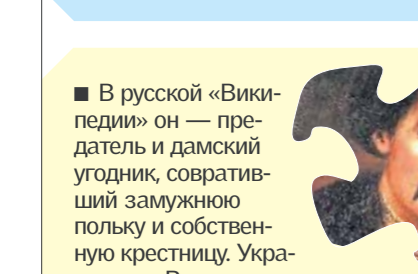 ■ В русской «Вики-
педии» он — пре-
датель и дамский
угодник, совратив-
ший замужнюю
польку и собствен-
ную крестницу. Укра-